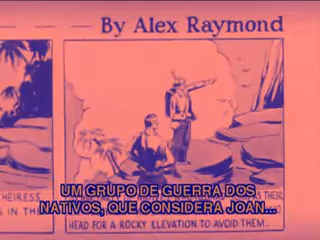 By Alex Raymond
HEIRESS
S IN THE
UM GRUPO DE GUERRA DOS
NATIVOS, QUE CONSIDERA JOAN...
THEIR
HEAD FOR A ROCKY ELEVATION TO AVOID THEM.